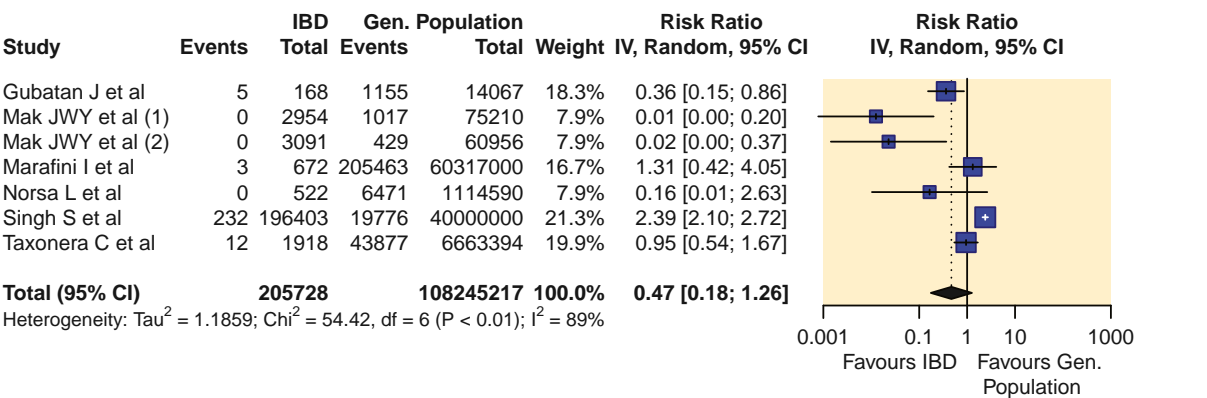 IBD Gen. Population Risk Ratio Risk Ratio
Study Events Total Events Total Weight IV, Random, 95% CI IV, Random, 95% CI
Gubatan J et al 5 168 1155 14067 18.3% 0.36 [0.15; 0.86]
Mak JWY et al (1) 0 2954 1017 75210 7.9% 0.01 [0.00; 0.20]
Mak JWY et al (2) 0 3091 429 60956 7.9% 0.02 [0.00; 0.37]
Marafini I et al 3 672 205463 60317000 16.7% 1.31 [0.42; 4.05]
Norsa L et al 0 522 6471 1114590 7.9% 0.16 [0.01; 2.63]
Singh S et al 232 196403 19776 40000000 21.3% 2.39 [2.10; 2.72]
Taxonera C et al 12 1918 43877 6663394 19.9% 0.95 [0.54; 1.67]
Total (95% CI) 205728 108245217 100.0% 0.47 [0.18; 1.26]
Heterogeneity: Tau² = 1.1859; Chi² = 54.42, df = 6 (P < 0.01); I² = 89%
0.001 0.1 1 10 1000
Favours IBD Favours Gen.
Population